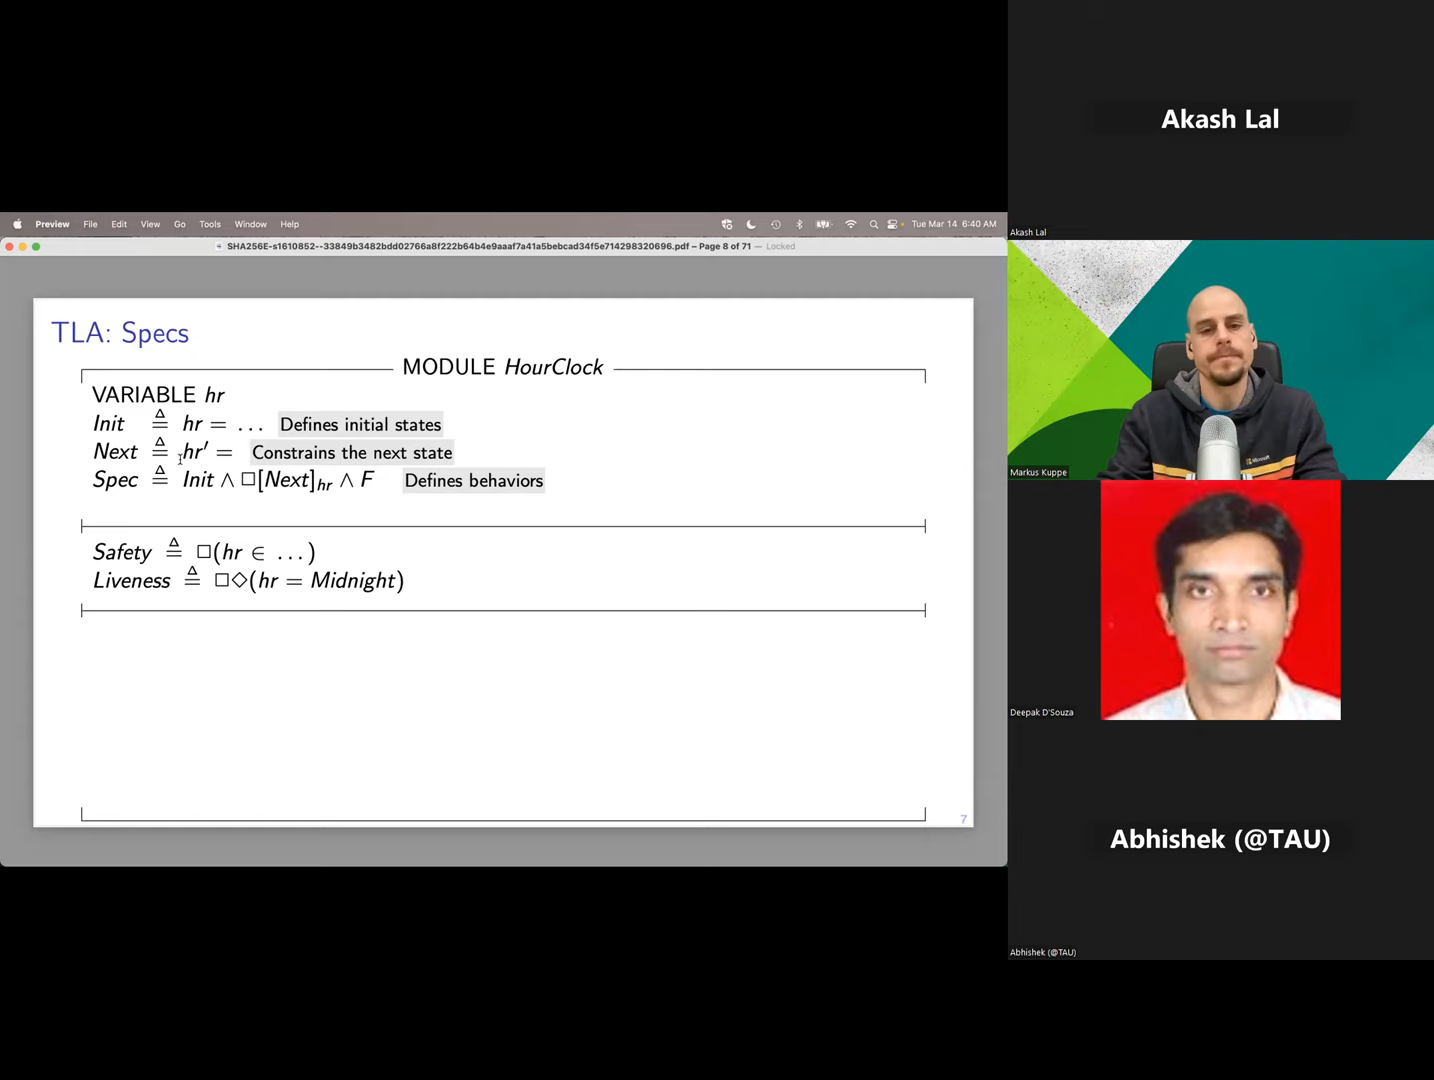 Akash Lal
Akash Lal
Preview File Edit View Go Tools Window Help
Tue Mar 14 6:40 AM
SHA256E-s1610852--33849b3482bdd02766a8f222b64b4e9aaaf7a41a5bebcad34f5e714298320696.pdf – Page 8 of 71 — Locked
TLA: Specs
MODULE HourClock
VARIABLE hr
Init ≜ hr = ... Defines initial states
Next ≜ hr′ = Constrains the next state
Spec ≜ Init ∧ □[Next]hr ∧ F Defines behaviors
Safety ≜ □(hr ∈ ...)
Liveness ≜ □◇(hr = Midnight)
7
Microsoft
Markus Kuppe
Deepak D'Souza
Abhishek (@TAU)
Abhishek (@TAU)